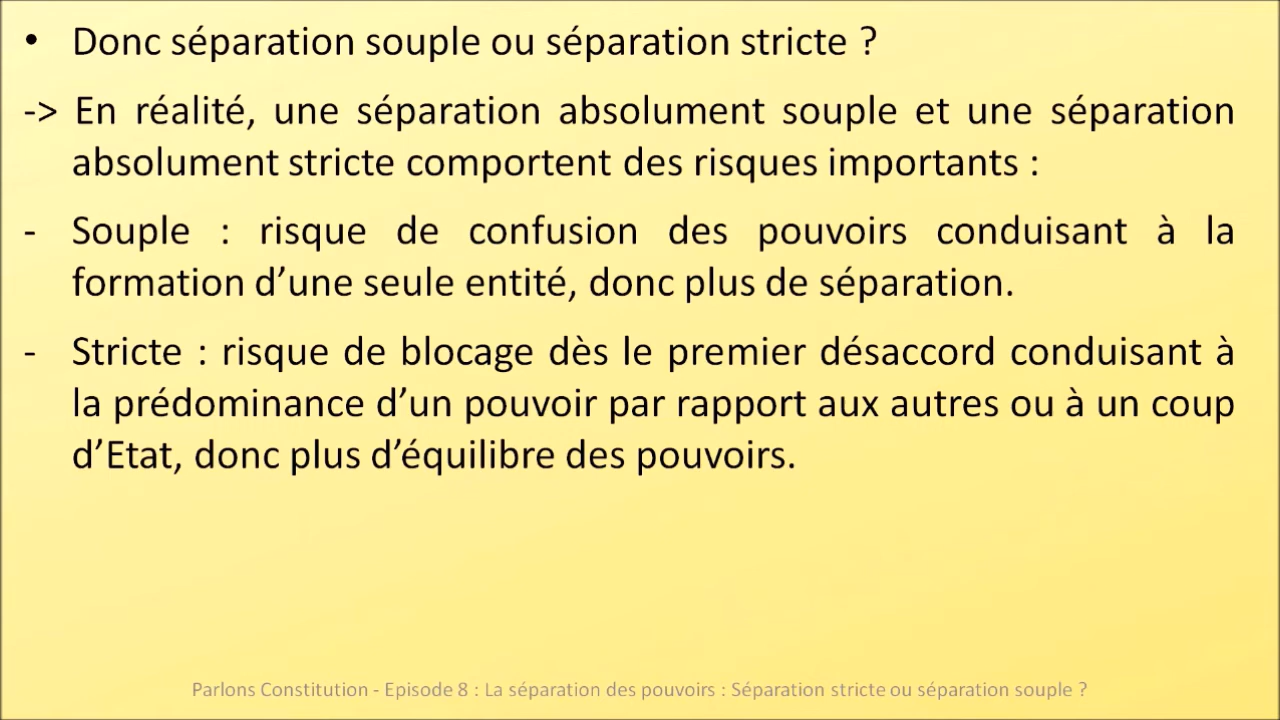 • Donc séparation souple ou séparation stricte ?
-> En réalité, une séparation absolument souple et une séparation
absolument stricte comportent des risques importants :
- Souple : risque de confusion des pouvoirs conduisant à la
formation d’une seule entité, donc plus de séparation.
- Stricte : risque de blocage dès le premier désaccord conduisant à
la prédominance d’un pouvoir par rapport aux autres ou à un coup
d’Etat, donc plus d’équilibre des pouvoirs.
Parlons Constitution - Episode 8 : La séparation des pouvoirs : Séparation stricte ou séparation souple ?